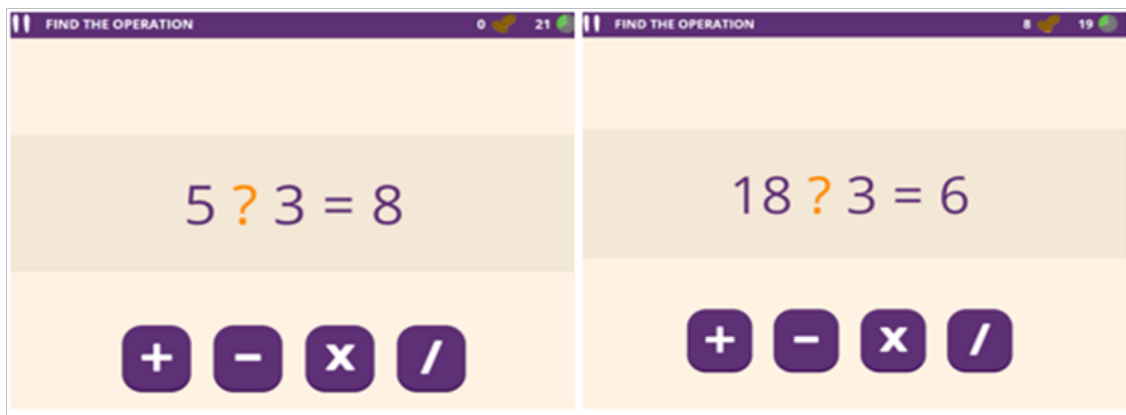 FIND THE OPERATION 0 21
5 ? 3 = 8
+ − x /
FIND THE OPERATION 8 19
18 ? 3 = 6
+ − x /